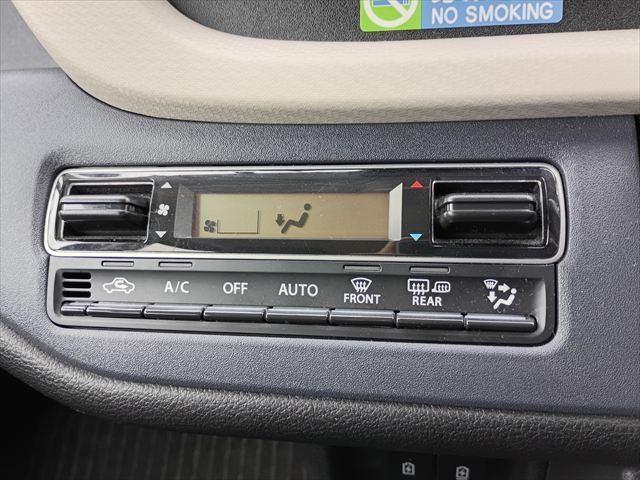 NO SMOKING
A/C
OFF
AUTO
FRONT
REAR